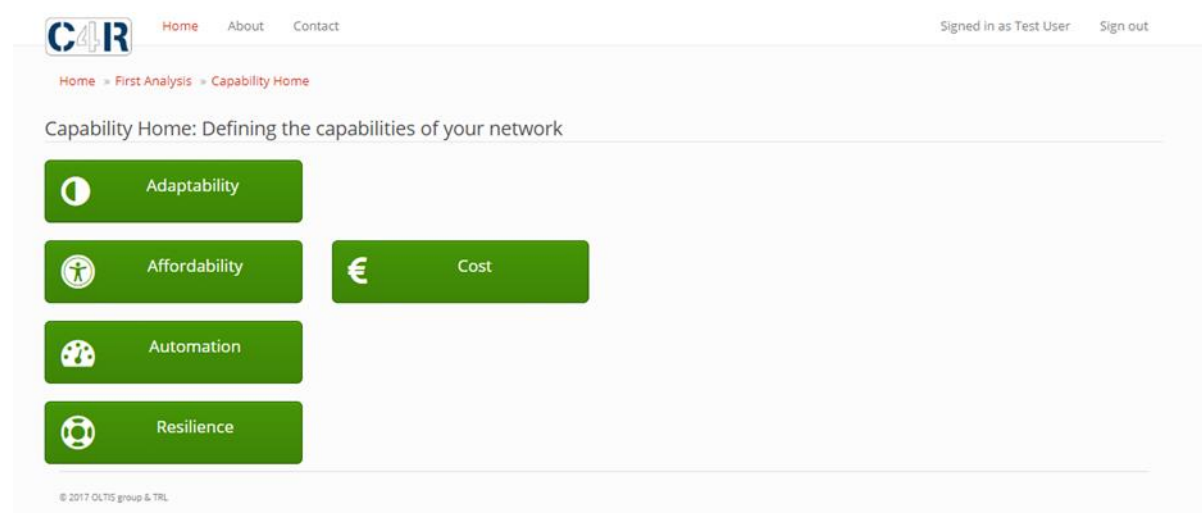 C4R Home About Contact Signed in as Test User Sign out
Home » First Analysis » Capability Home
Capability Home: Defining the capabilities of your network
Adaptability
Affordability € Cost
Automation
Resilience
© 2017 OLTIS group & TRL